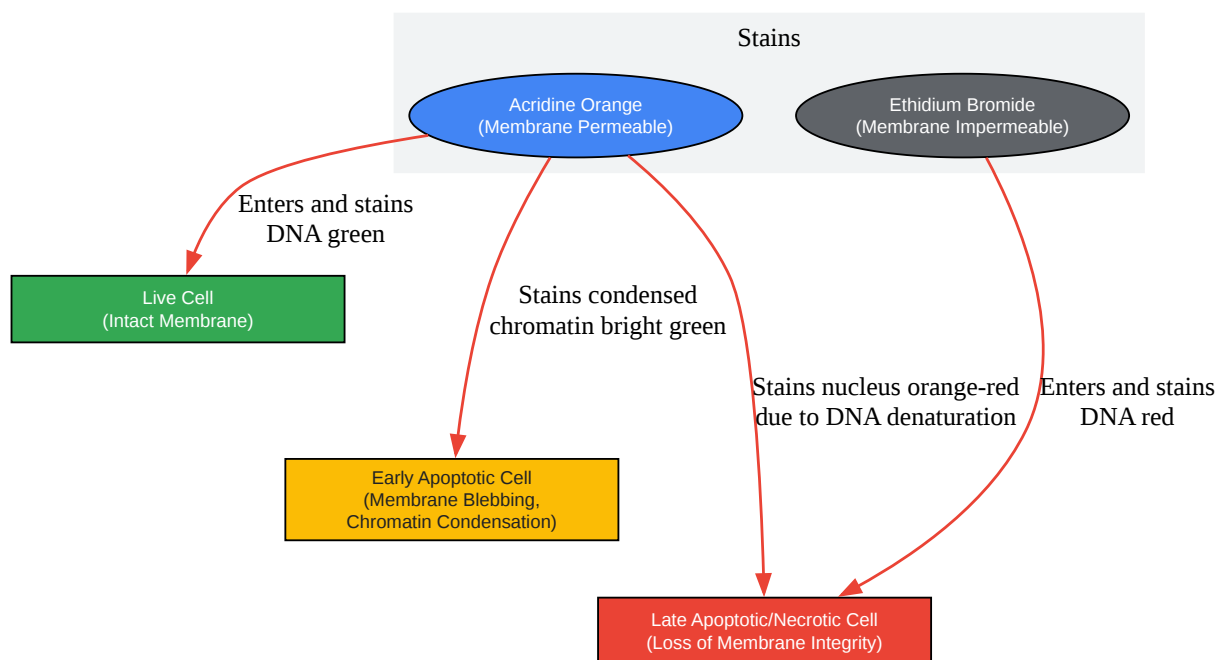 Stains
Acridine Orange
(Membrane Permeable)
Ethidium Bromide
(Membrane Impermeable)
Enters and stains
DNA green
Live Cell
(Intact Membrane)
Stains condensed
chromatin bright green
Stains nucleus orange-red
due to DNA denaturation
Enters and stains
DNA red
Early Apoptotic Cell
(Membrane Blebbing,
Chromatin Condensation)
Late Apoptotic/Necrotic Cell
(Loss of Membrane Integrity)